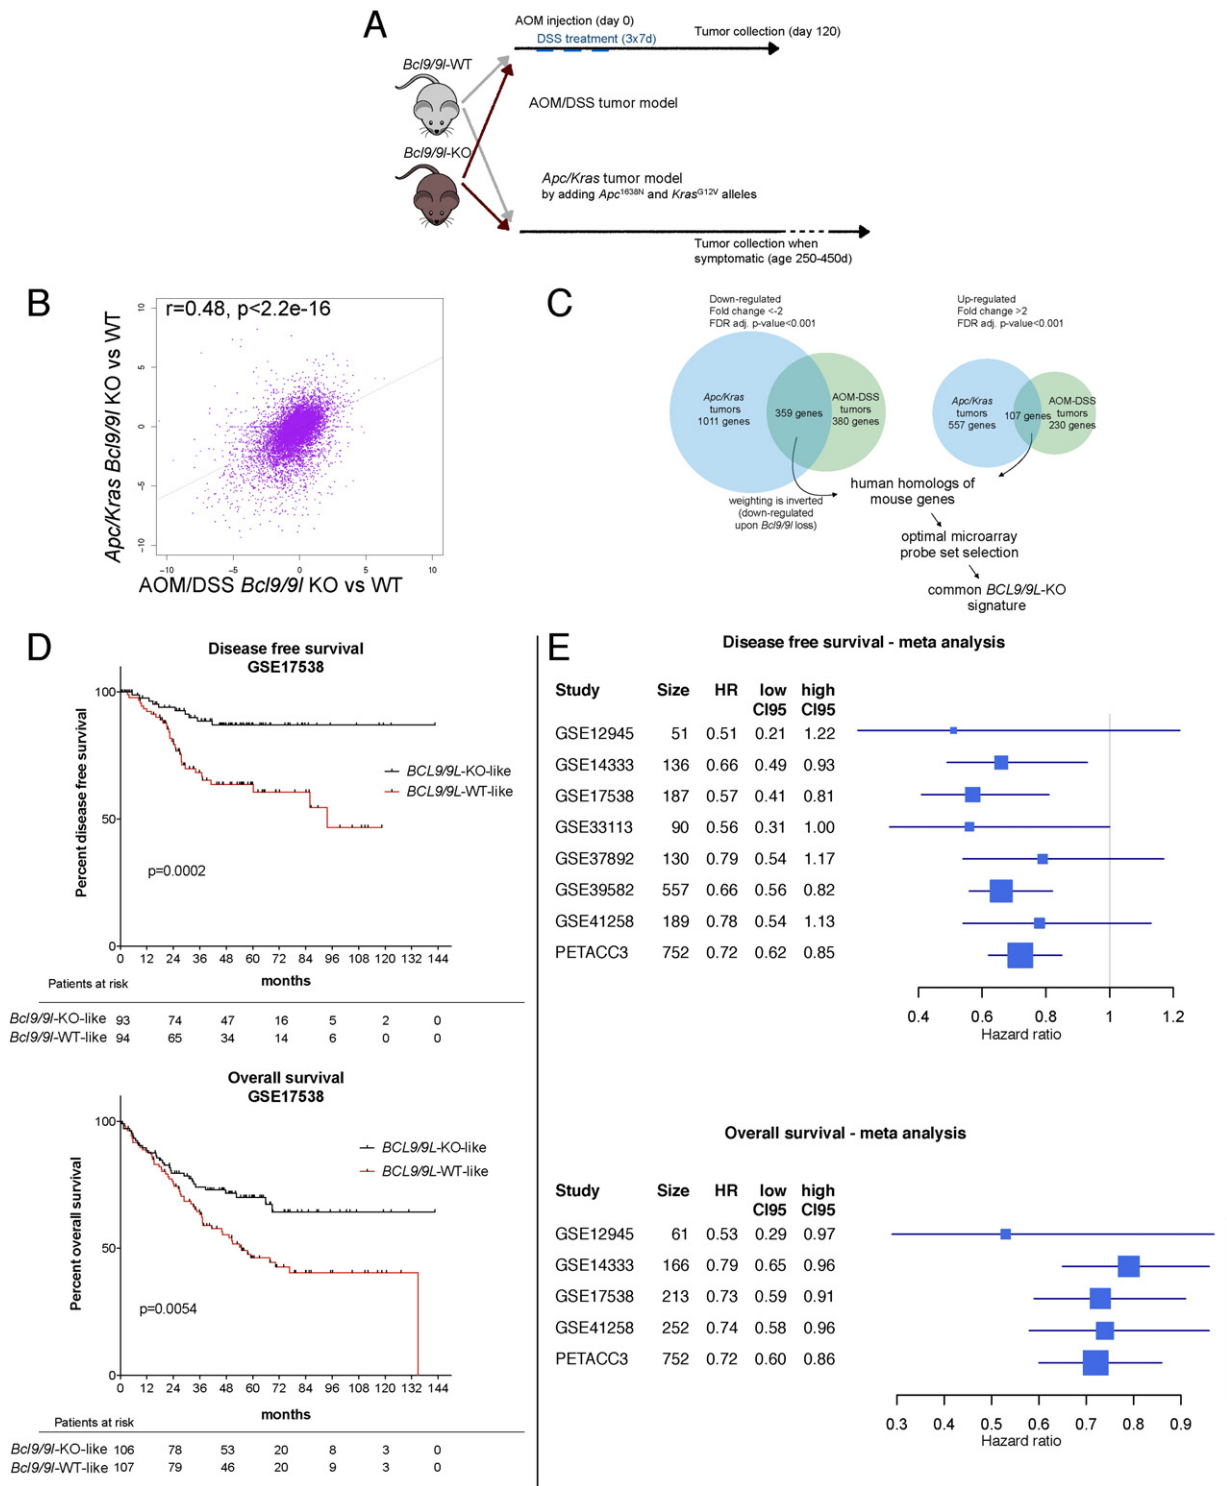 A
AOM injection (day 0)
DSS treatment (3x7d)
Tumor collection (day 120)
Bcl9/9l-WT
AOM/DSS tumor model
Bcl9/9l-KO
Apc/Kras tumor model
by adding Apc1638N and KrasG12V alleles
Tumor collection when
symptomatic (age 250-450d)
B
r=0.48, p<2.2e-16
Apc/Kras Bcl9/9l KO vs WT
10
5
0
−5
−10
−10 −5 0 5 10
AOM/DSS Bcl9/9l KO vs WT
C
Down-regulated
Fold change <-2
FDR adj. p-value<0.001
Up-regulated
Fold change >2
FDR adj. p-value<0.001
Apc/Kras
tumors
1011 genes
359 genes
AOM-DSS
tumors
380 genes
Apc/Kras
tumors
557 genes
107 genes
AOM-DSS
tumors
230 genes
weighting is inverted
(down-regulated
upon Bcl9/9l loss)
human homologs of
mouse genes
optimal microarray
probe set selection
common BCL9/9L-KO
signature
D
Disease free survival
GSE17538
Percent disease free survival
100
50
0
BCL9/9L-KO-like
BCL9/9L-WT-like
p=0.0002
0 12 24 36 48 60 72 84 96 108 120 132 144
months
Patients at risk
Bcl9/9l-KO-like 93 74 47 16 5 2 0
Bcl9/9l-WT-like 94 65 34 14 6 0 0
Overall survival
GSE17538
Percent overall survival
100
50
0
BCL9/9L-KO-like
BCL9/9L-WT-like
p=0.0054
0 12 24 36 48 60 72 84 96 108 120 132 144
months
Patients at risk
Bcl9/9l-KO-like 106 78 53 20 8 3 0
Bcl9/9l-WT-like 107 79 46 20 9 3 0
E
Disease free survival - meta analysis
Study Size HR low CI95 high CI95
GSE12945 51 0.51 0.21 1.22
GSE14333 136 0.66 0.49 0.93
GSE17538 187 0.57 0.41 0.81
GSE33113 90 0.56 0.31 1.00
GSE37892 130 0.79 0.54 1.17
GSE39582 557 0.66 0.56 0.82
GSE41258 189 0.78 0.54 1.13
PETACC3 752 0.72 0.62 0.85
0.4 0.6 0.8 1 1.2
Hazard ratio
Overall survival - meta analysis
Study Size HR low CI95 high CI95
GSE12945 61 0.53 0.29 0.97
GSE14333 166 0.79 0.65 0.96
GSE17538 213 0.73 0.59 0.91
GSE41258 252 0.74 0.58 0.96
PETACC3 752 0.72 0.60 0.86
0.3 0.4 0.5 0.6 0.7 0.8 0.9
Hazard ratio